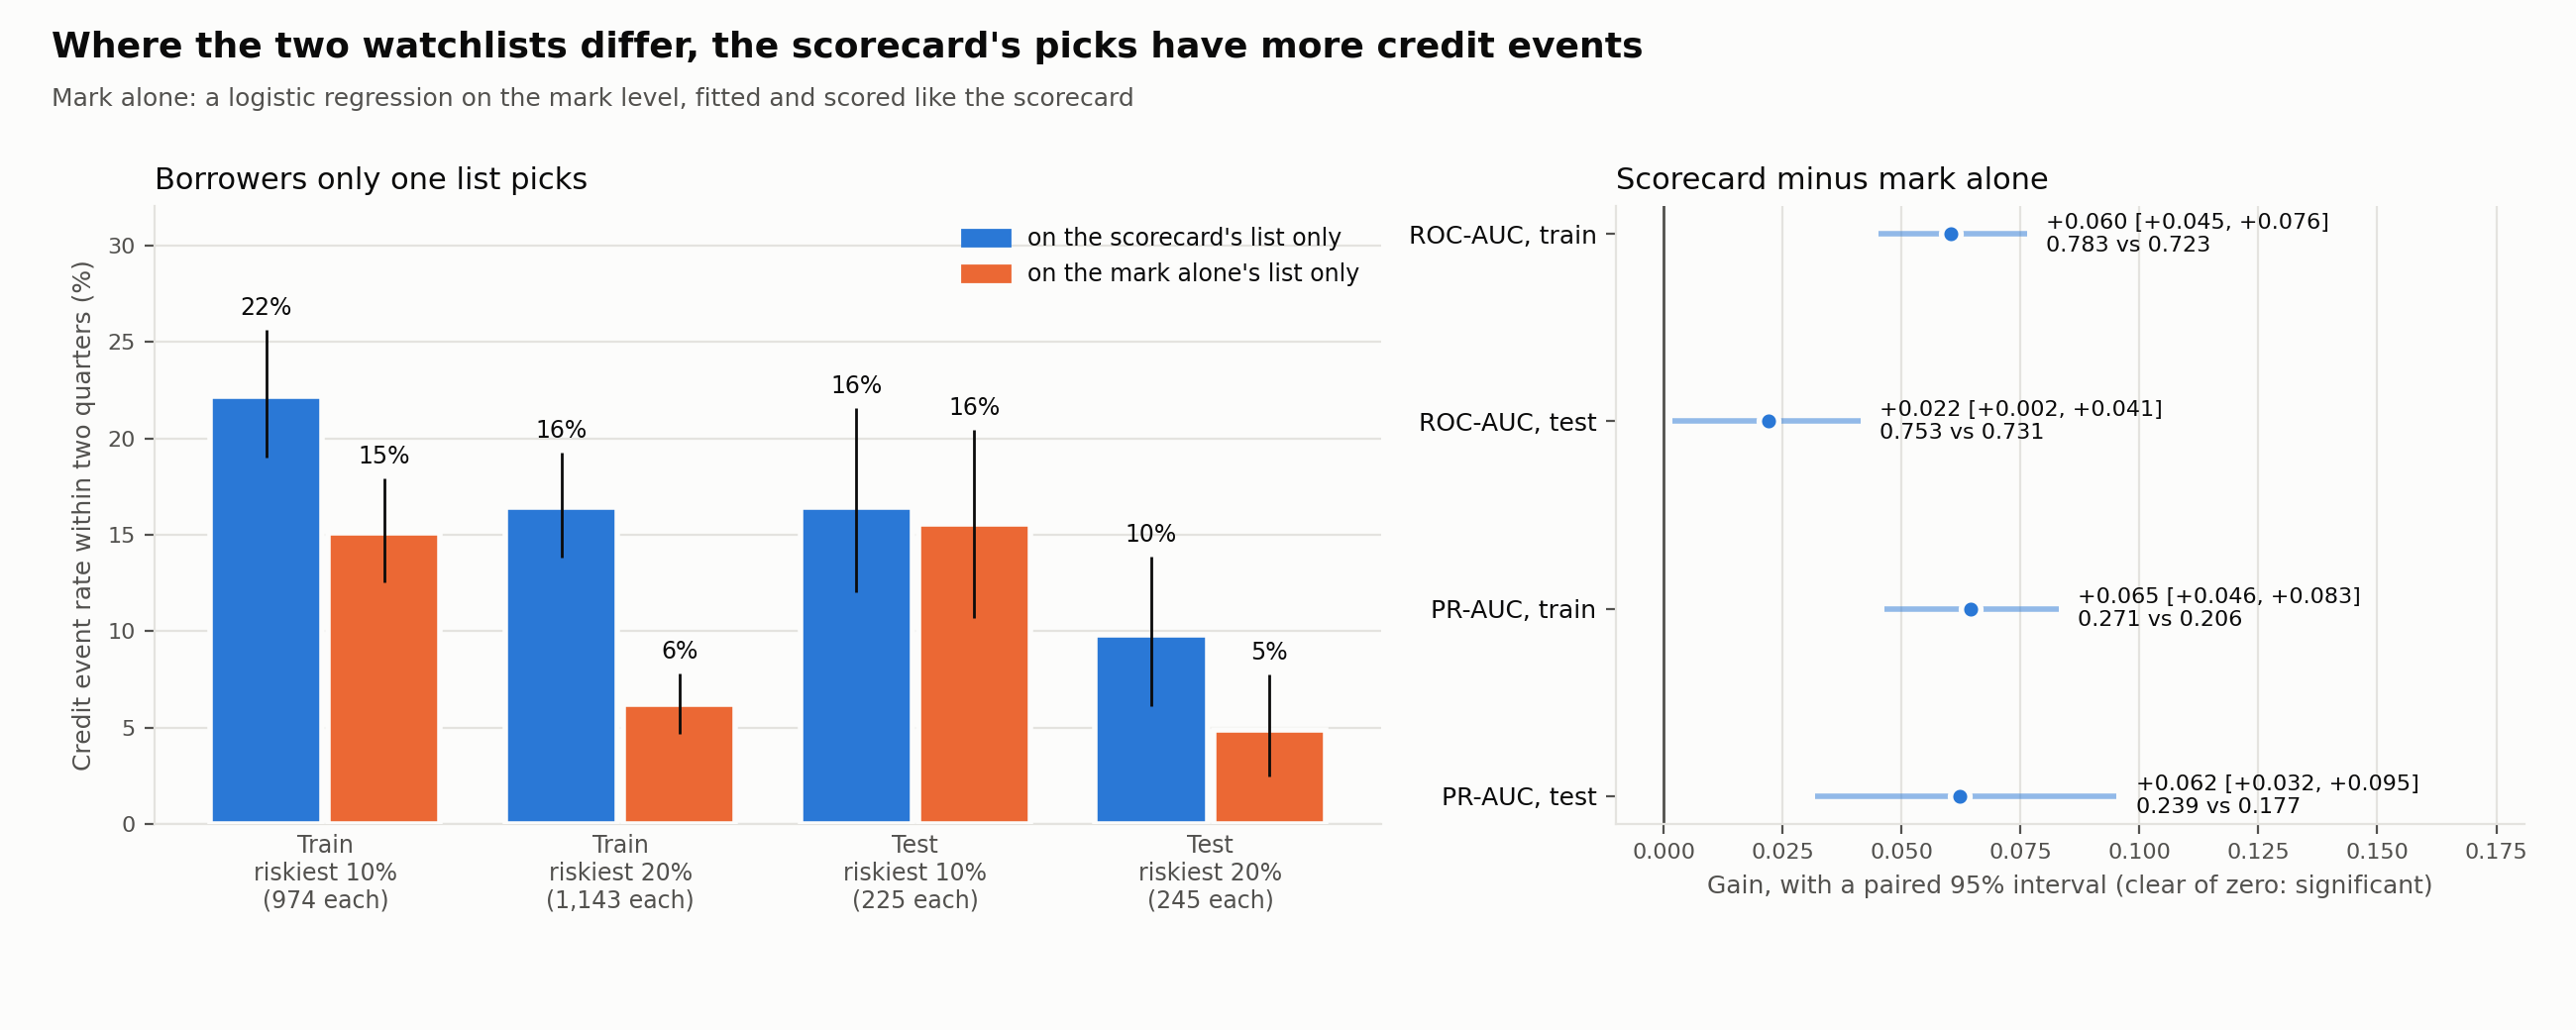 Where the two watchlists differ, the scorecard's picks have more credit events
Mark alone: a logistic regression on the mark level, fitted and scored like the scorecard
Borrowers only one list picks
Credit event rate within two quarters (%)
30
25
20
15
10
5
0
on the scorecard's list only
on the mark alone's list only
22%
15%
16%
6%
16%
16%
10%
5%
Train
riskiest 10%
(974 each)
Train
riskiest 20%
(1,143 each)
Test
riskiest 10%
(225 each)
Test
riskiest 20%
(245 each)
Scorecard minus mark alone
ROC-AUC, train
+0.060 [+0.045, +0.076]
0.783 vs 0.723
ROC-AUC, test
+0.022 [+0.002, +0.041]
0.753 vs 0.731
PR-AUC, train
+0.065 [+0.046, +0.083]
0.271 vs 0.206
PR-AUC, test
+0.062 [+0.032, +0.095]
0.239 vs 0.177
0.000 0.025 0.050 0.075 0.100 0.125 0.150 0.175
Gain, with a paired 95% interval (clear of zero: significant)